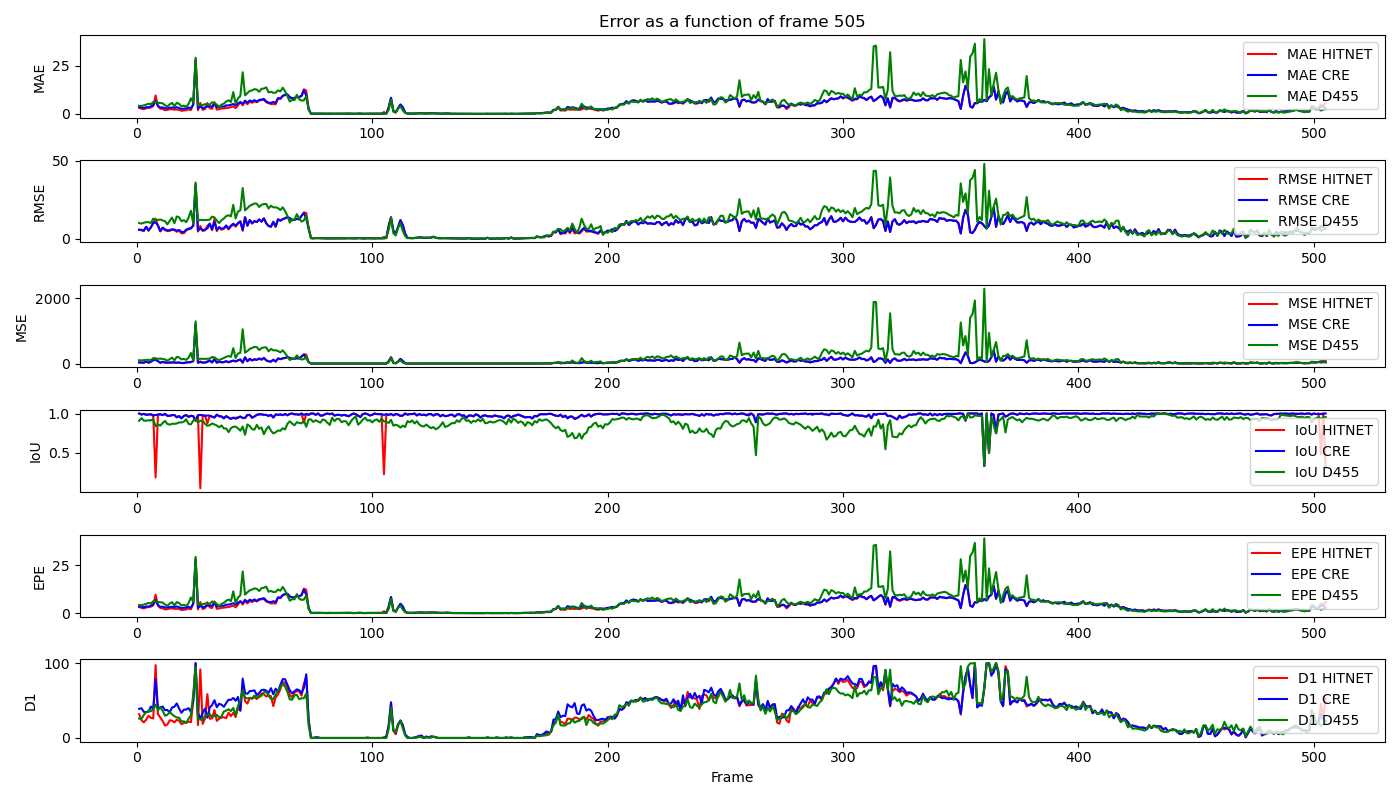 Error as a function of frame 505
MAE
25
0
MAE HITNET
MAE CRE
MAE D455
0 100 200 300 400 500
RMSE
50
0
RMSE HITNET
RMSE CRE
RMSE D455
0 100 200 300 400 500
MSE
2000
0
MSE HITNET
MSE CRE
MSE D455
0 100 200 300 400 500
IoU
1.0
0.5
IoU HITNET
IoU CRE
IoU D455
0 100 200 300 400 500
EPE
25
0
EPE HITNET
EPE CRE
EPE D455
0 100 200 300 400 500
D1
100
0
D1 HITNET
D1 CRE
D1 D455
0 100 200 300 400 500
Frame